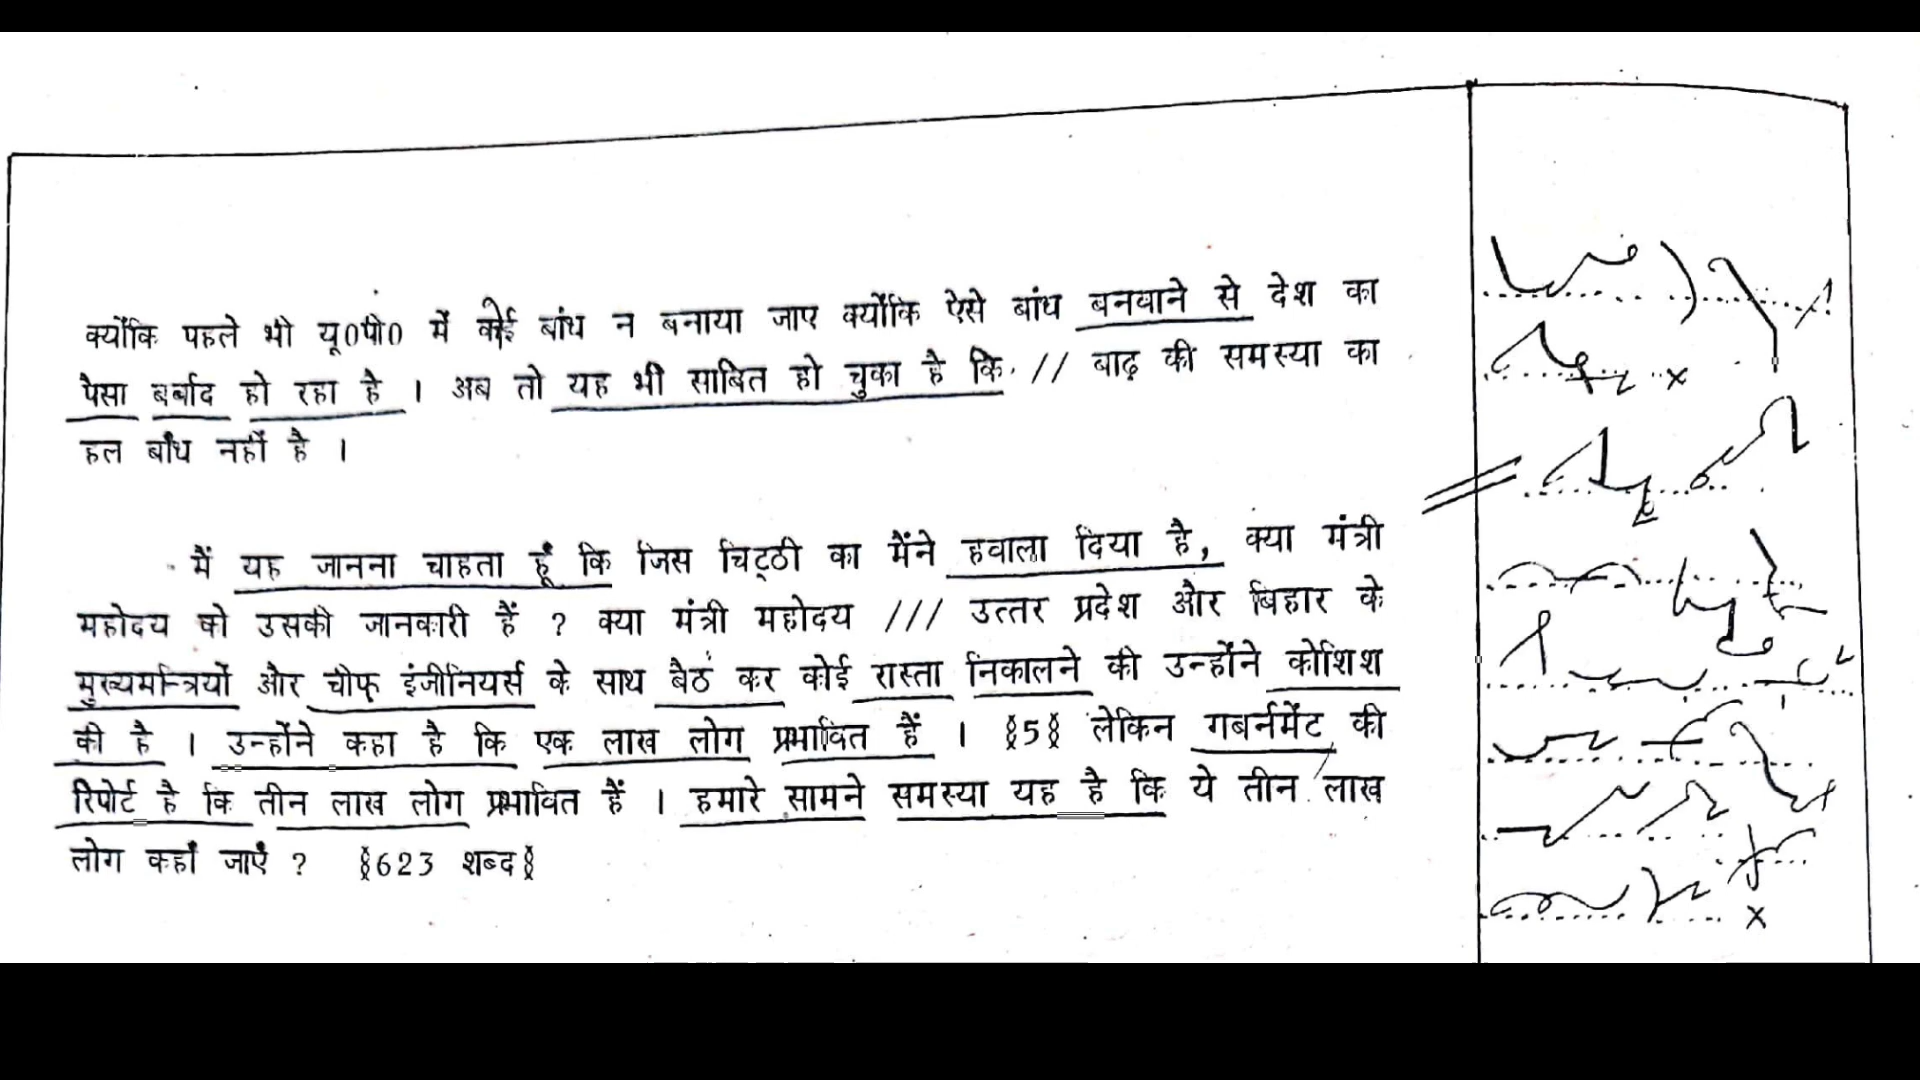 क्योंकि पहले भी यू0पी0 में कोई बांध न बनाया जाए क्योंकि ऐसे बांध बनवाने से देश का
पैसा बर्बाद हो रहा है । अब तो यह भी साबित हो चुका है कि // बाढ़ की समस्या का
हल बाँध नहीं है ।
मैं यह जानना चाहता हूँ कि जिस चिट्ठी का मैंने हवाला दिया है, क्या मंत्री
महोदय को उसकी जानकारी हैं ? क्या मंत्री महोदय /// उत्तर प्रदेश और बिहार के
मुख्यमंत्रियों और चीफ इंजीनियर्स के साथ बैठ कर कोई रास्ता निकालने की उन्होंने कोशिश
की है । उन्होंने कहा है कि एक लाख लोग प्रभावित हैं । §5§ लेकिन गबर्नमेंट की
रिपोर्ट है कि तीन लाख लोग प्रभावित हैं । हमारे सामने समस्या यह है कि ये तीन लाख
लोग कहाँ जाएँ ? §623 शब्द§